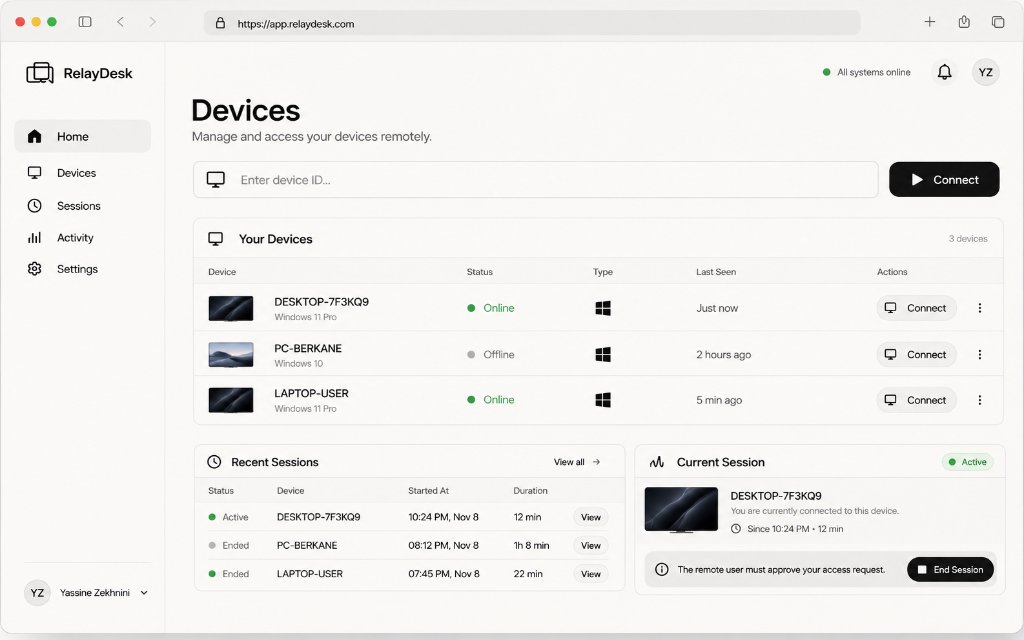 https://app.relaydesk.com
RelayDesk
All systems online
YZ
Home
Devices
Sessions
Activity
Settings
Devices
Manage and access your devices remotely.
Enter device ID...
Connect
Your Devices
3 devices
Device Status Type Last Seen Actions
DESKTOP-7F3KQ9
Windows 11 Pro
Online
Just now
Connect
PC-BERKANE
Windows 10
Offline
2 hours ago
Connect
LAPTOP-USER
Windows 11 Pro
Online
5 min ago
Connect
Recent Sessions
View all →
Status Device Started At Duration
Active DESKTOP-7F3KQ9 10:24 PM, Nov 8 12 min View
Ended PC-BERKANE 08:12 PM, Nov 8 1h 8 min View
Ended LAPTOP-USER 07:45 PM, Nov 8 22 min View
Current Session
Active
DESKTOP-7F3KQ9
You are currently connected to this device.
Since 10:24 PM • 12 min
The remote user must approve your access request.
End Session
YZ
Yassine Zekhnini